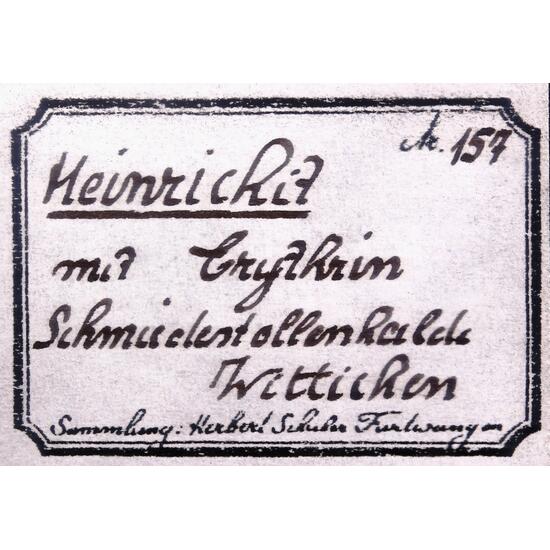 Nr. 157
Heinrichit
mit Erythrin
Schmiedestollenhalde
Wittichen
Sammlung: Herbert Schuler Furtwangen